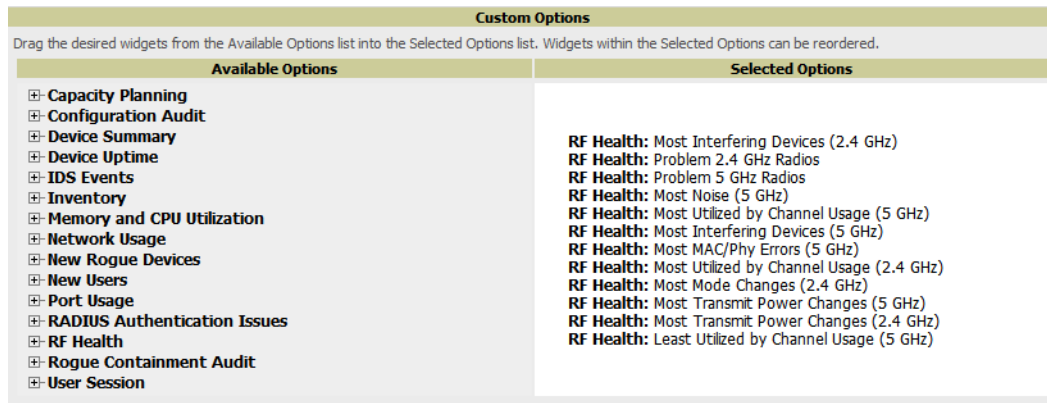 Custom Options
Drag the desired widgets from the Available Options list into the Selected Options list. Widgets within the Selected Options can be reordered.
Available Options
Capacity Planning
Configuration Audit
Device Summary
Device Uptime
IDS Events
Inventory
Memory and CPU Utilization
Network Usage
New Rogue Devices
New Users
Port Usage
RADIUS Authentication Issues
RF Health
Rogue Containment Audit
User Session
Selected Options
RF Health: Most Interfering Devices (2.4 GHz)
RF Health: Problem 2.4 GHz Radios
RF Health: Problem 5 GHz Radios
RF Health: Most Noise (5 GHz)
RF Health: Most Utilized by Channel Usage (5 GHz)
RF Health: Most Interfering Devices (5 GHz)
RF Health: Most MAC/Phy Errors (5 GHz)
RF Health: Most Utilized by Channel Usage (2.4 GHz)
RF Health: Most Mode Changes (2.4 GHz)
RF Health: Most Transmit Power Changes (5 GHz)
RF Health: Most Transmit Power Changes (2.4 GHz)
RF Health: Least Utilized by Channel Usage (5 GHz)